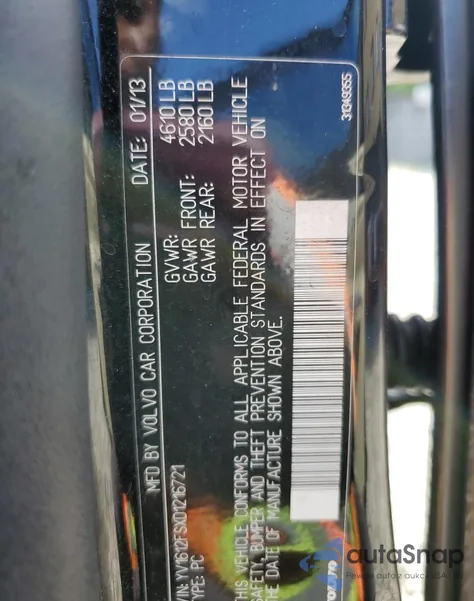 MFD BY VOLVO CAR CORPORATION DATE: 01/13
GVWR: 4610 LB
GAWR FRONT: 2580 LB
GAWR REAR: 2160 LB
VIN: YV1612FSXD1216721
TYPE: PC
THIS VEHICLE CONFORMS TO ALL APPLICABLE FEDERAL MOTOR VEHICLE
SAFETY, BUMPER AND THEFT PREVENTION STANDARDS IN EFFECT ON
THE DATE OF MANUFACTURE SHOWN ABOVE.
31349355
autoSnap